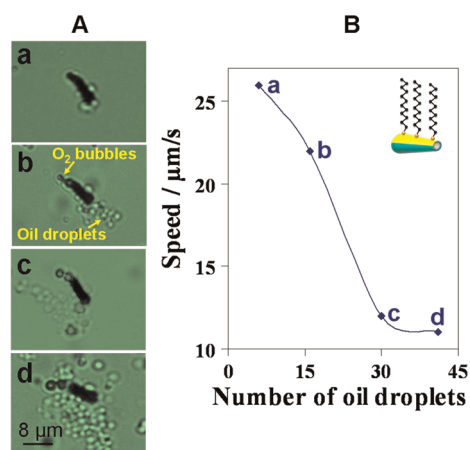 A
B
a
b
O₂ bubbles
Oil droplets
c
d
8 µm
Speed / µm/s
25
20
15
10
a
b
c
d
0
15
30
45
Number of oil droplets